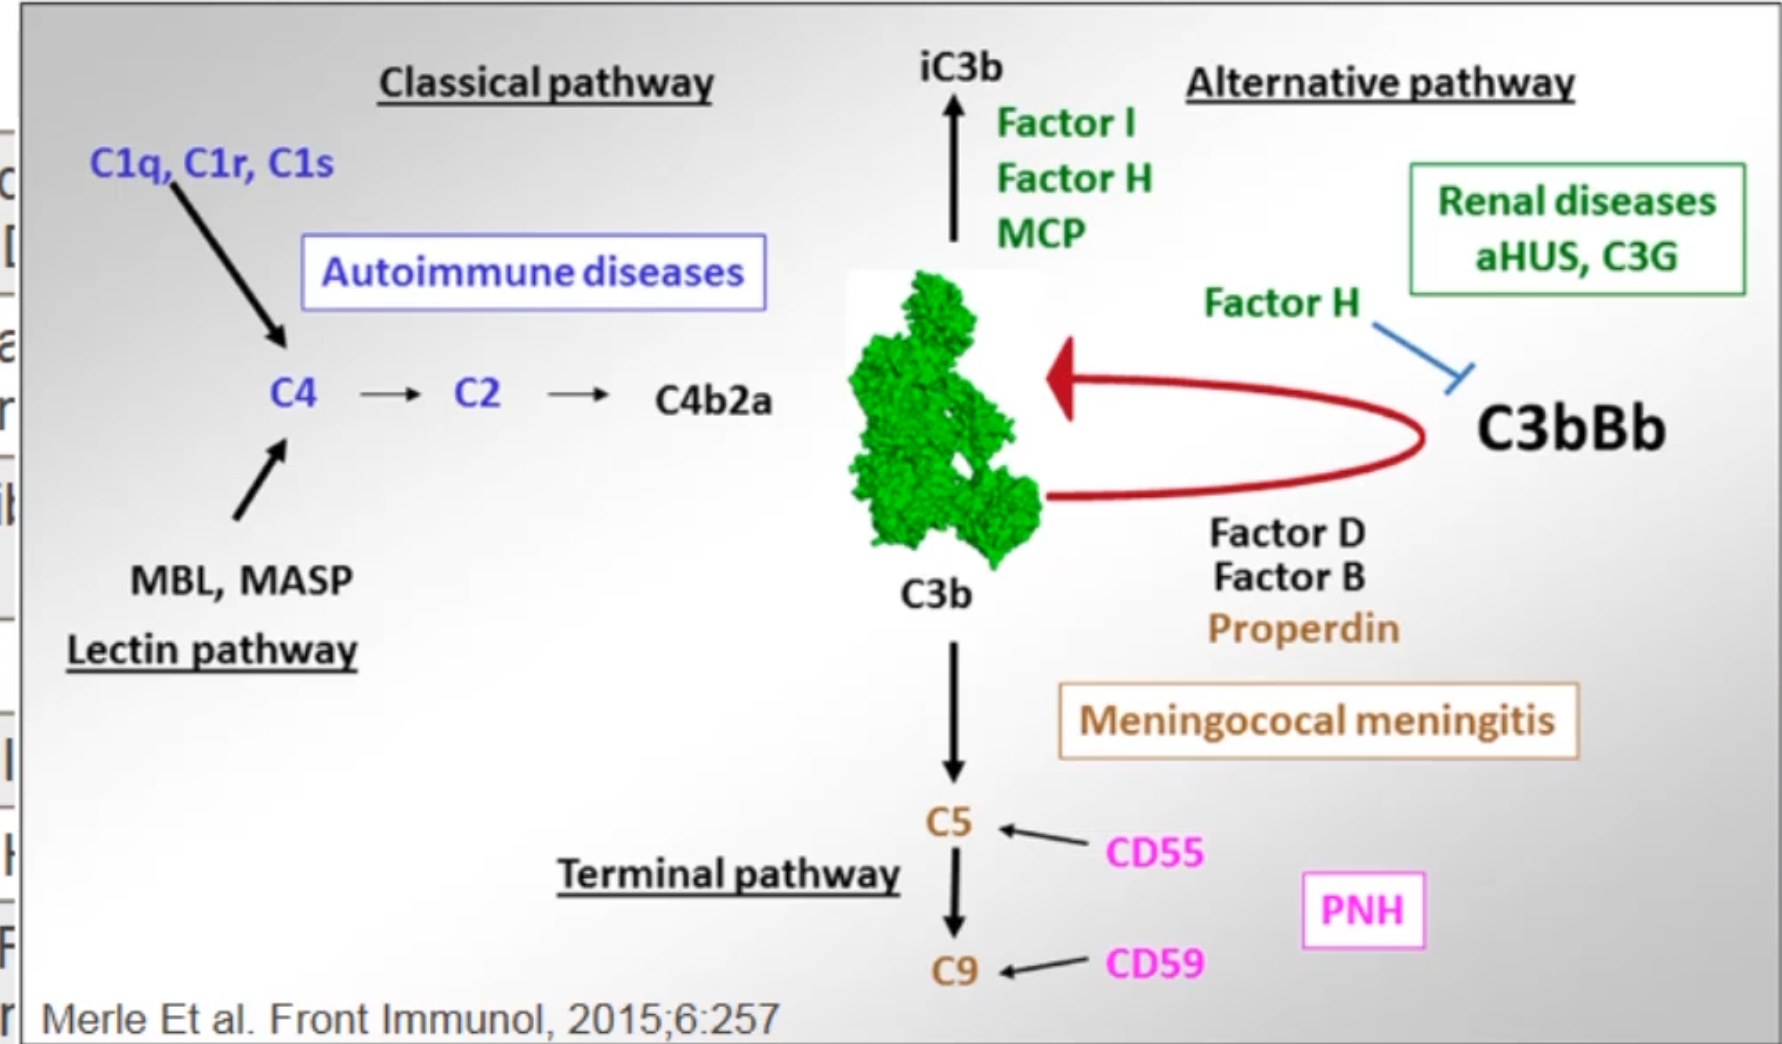 Classical pathway
iC3b
Alternative pathway
Factor I
Factor H
MCP
C1q, C1r, C1s
Renal diseases
aHUS, C3G
Autoimmune diseases
Factor H
C4
C2
C4b2a
C3bBb
MBL, MASP
Lectin pathway
C3b
Factor D
Factor B
Properdin
Meningococal meningitis
C5
CD55
Terminal pathway
PNH
C9
CD59
Merle Et al. Front Immunol, 2015;6:257